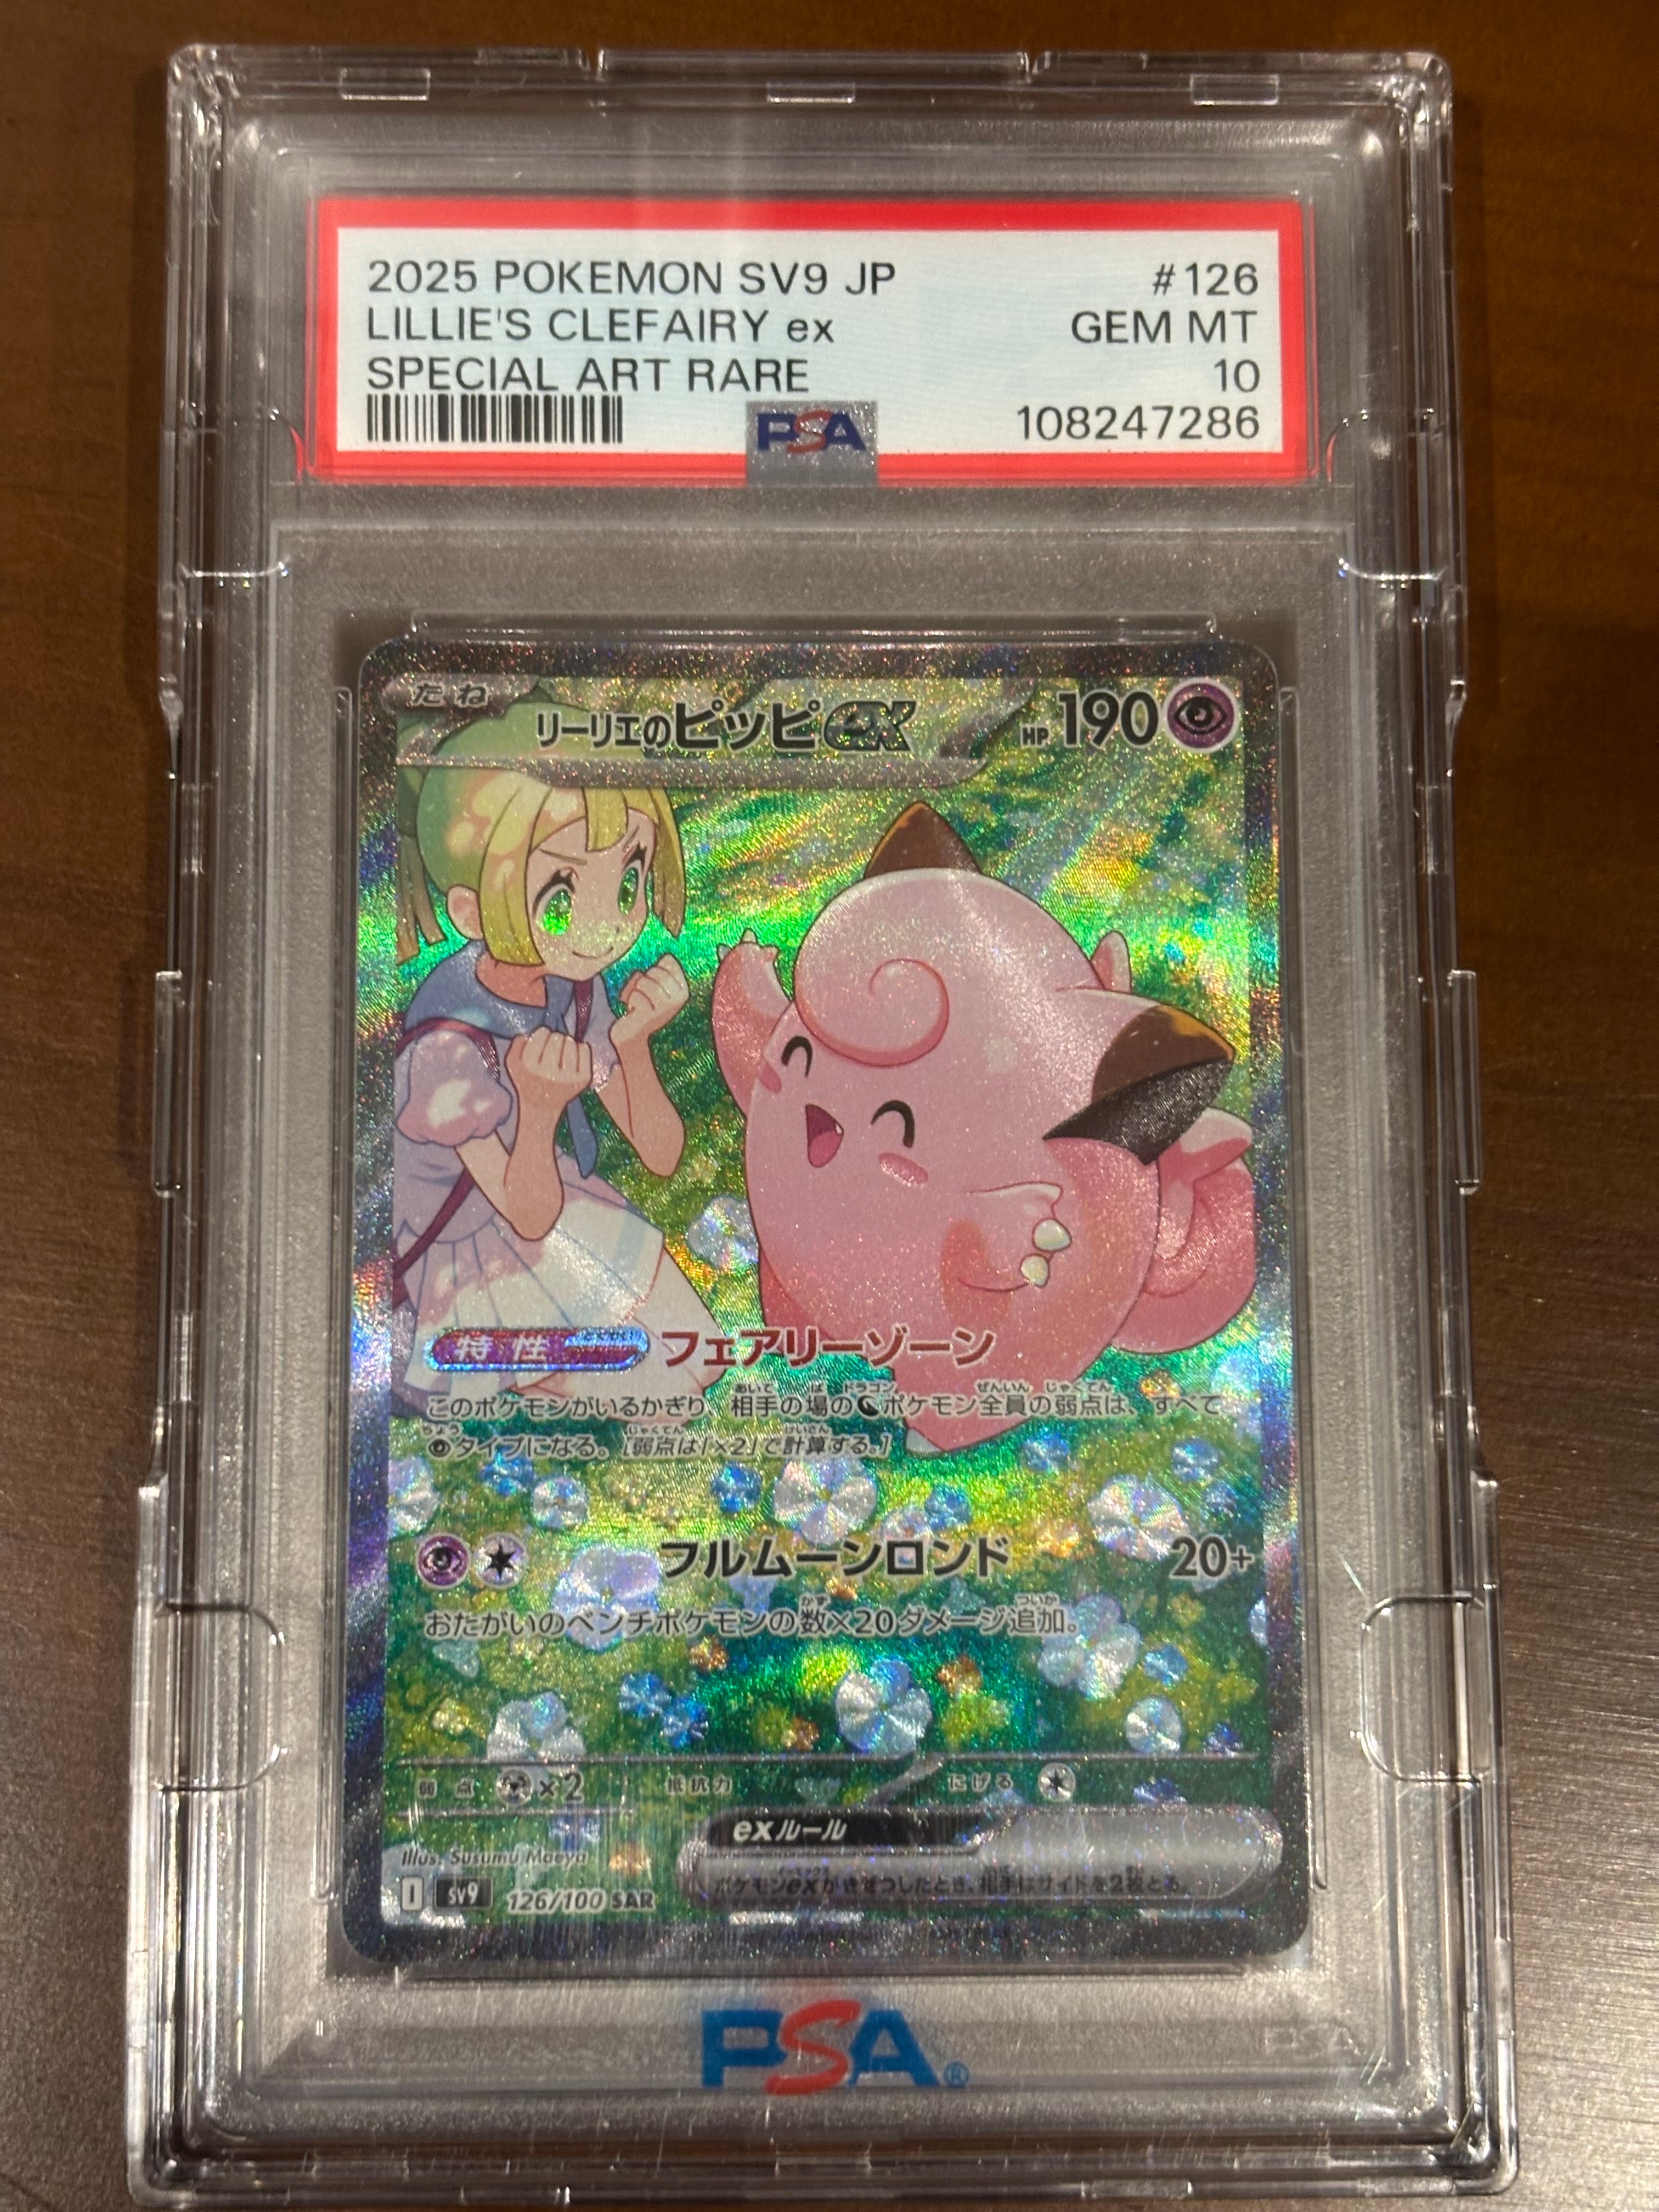 2025 POKEMON SV9 JP #126
LILLIE'S CLEFAIRY ex GEM MT
SPECIAL ART RARE 10
PSA 108247286
たね リーリエのピッピex HP 190
特性 フェアリーゾーン
このポケモンがいるかぎり、相手の場のポケモン全員の弱点は、すべて
タイプになる。[弱点は「×2」で計算する。]
フルムーンロンド 20+
おたがいのベンチポケモンの数×20ダメージ追加。
弱点 ×2 抵抗力 にげる
exルール
Illus. Susumu Maeya
ポケモンexがきぜつしたとき、相手はサイドを2枚とる。
I SV9 126/100 SAR
PSA®